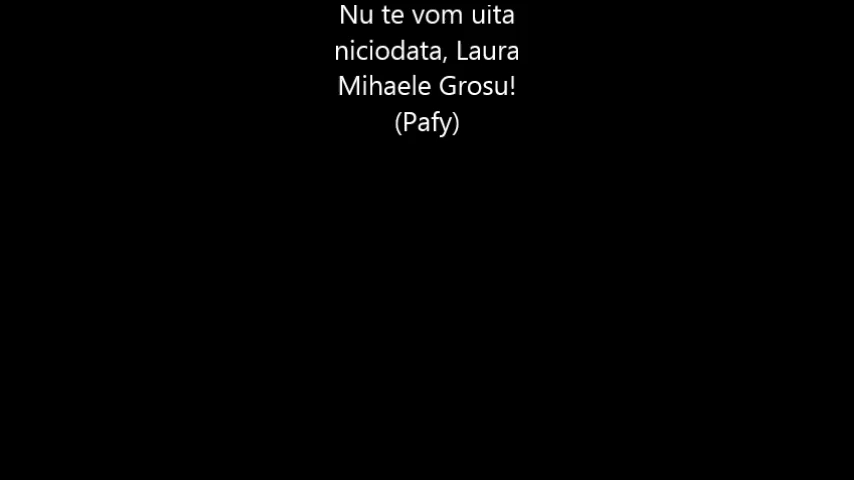 Nu te vom uita
niciodata, Laura
Mihaele Grosu!
(Pafy)